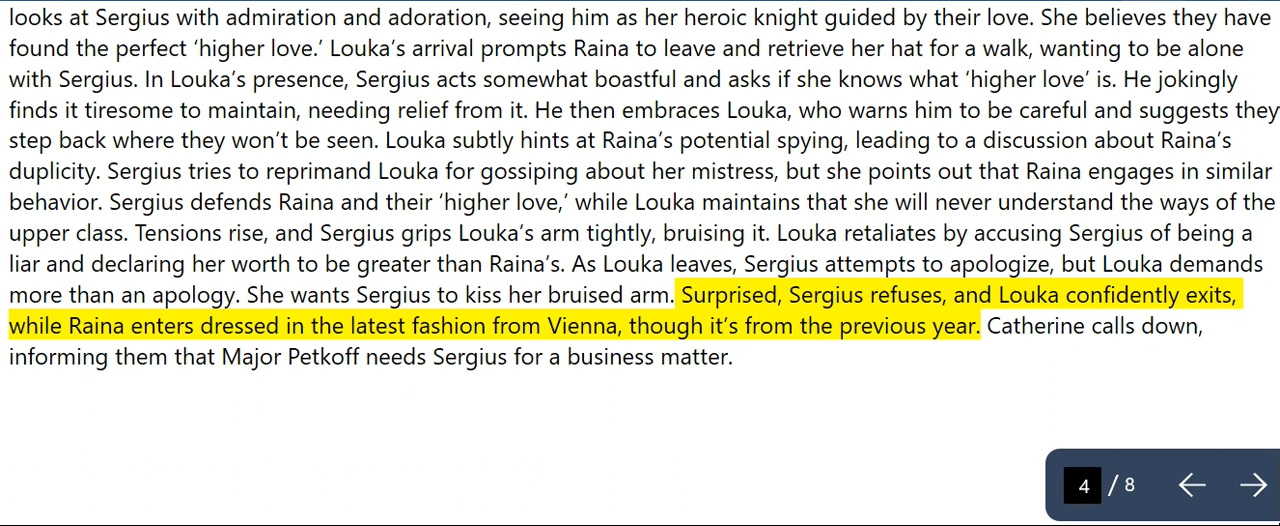 looks at Sergius with admiration and adoration, seeing him as her heroic knight guided by their love. She believes they have
found the perfect ‘higher love.’ Louka’s arrival prompts Raina to leave and retrieve her hat for a walk, wanting to be alone
with Sergius. In Louka’s presence, Sergius acts somewhat boastful and asks if she knows what ‘higher love’ is. He jokingly
finds it tiresome to maintain, needing relief from it. He then embraces Louka, who warns him to be careful and suggests they
step back where they won’t be seen. Louka subtly hints at Raina’s potential spying, leading to a discussion about Raina’s
duplicity. Sergius tries to reprimand Louka for gossiping about her mistress, but she points out that Raina engages in similar
behavior. Sergius defends Raina and their ‘higher love,’ while Louka maintains that she will never understand the ways of the
upper class. Tensions rise, and Sergius grips Louka’s arm tightly, bruising it. Louka retaliates by accusing Sergius of being a
liar and declaring her worth to be greater than Raina’s. As Louka leaves, Sergius attempts to apologize, but Louka demands
more than an apology. She wants Sergius to kiss her bruised arm. Surprised, Sergius refuses, and Louka confidently exits,
while Raina enters dressed in the latest fashion from Vienna, though it’s from the previous year. Catherine calls down,
informing them that Major Petkoff needs Sergius for a business matter.
4 / 8